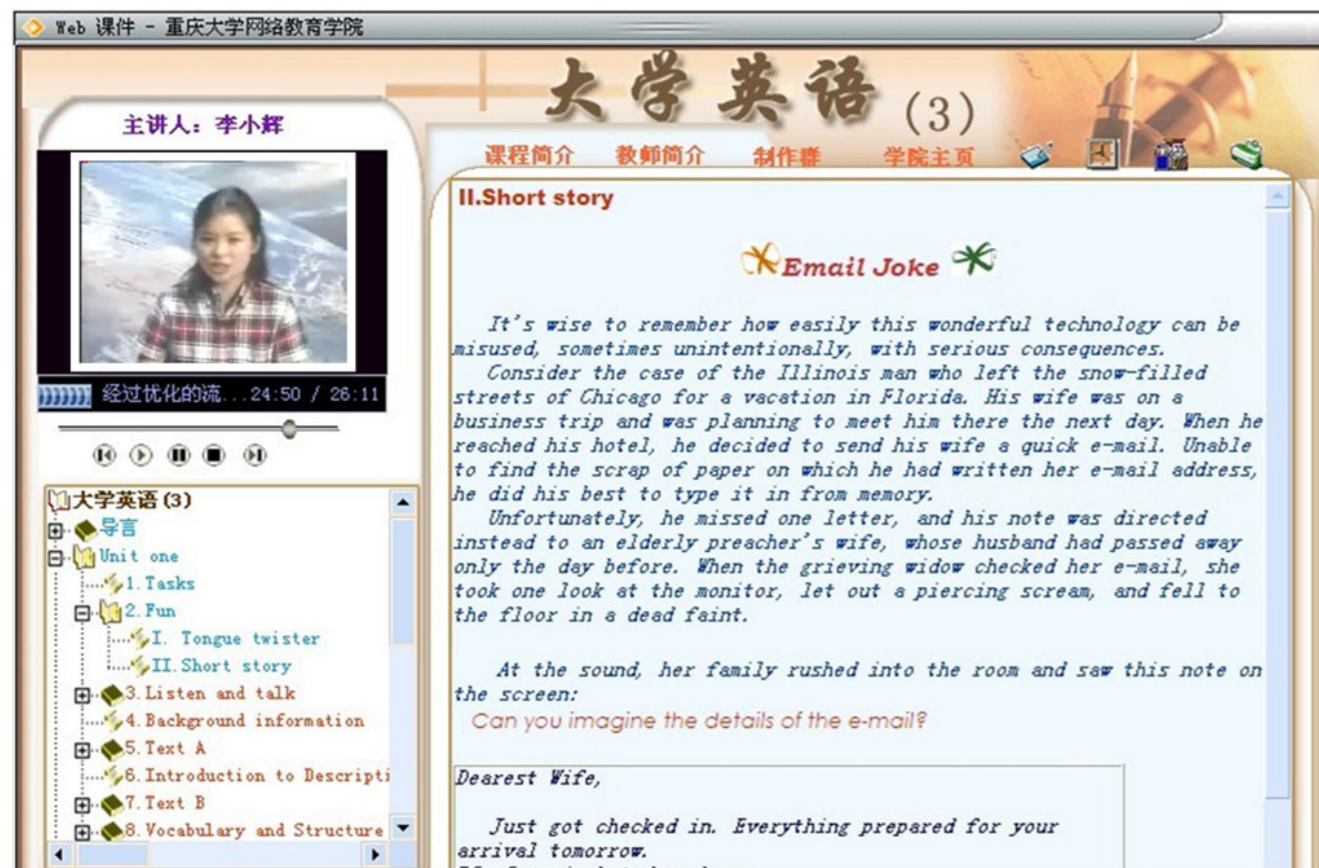 Web 课件 - 重庆大学网络教育学院
大学英语(3)
主讲人：李小辉
课程简介 教师简介 制作群 学院主页
经过优化的流...24:50 / 26:11
大学英语(3)
导言
Unit one
1.Tasks
2.Fun
I. Tongue twister
II.Short story
3.Listen and talk
4.Background information
5.Text A
6.Introduction to Descripti
7.Text B
8.Vocabulary and Structure
II.Short story
Email Joke
It's wise to remember how easily this wonderful technology can be
misused, sometimes unintentionally, with serious consequences.
Consider the case of the Illinois man who left the snow-filled
streets of Chicago for a vacation in Florida. His wife was on a
business trip and was planning to meet him there the next day. When he
reached his hotel, he decided to send his wife a quick e-mail. Unable
to find the scrap of paper on which he had written her e-mail address,
he did his best to type it in from memory.
Unfortunately, he missed one letter, and his note was directed
instead to an elderly preacher's wife, whose husband had passed away
only the day before. When the grieving widow checked her e-mail, she
took one look at the monitor, let out a piercing scream, and fell to
the floor in a dead faint.
At the sound, her family rushed into the room and saw this note on
the screen:
Can you imagine the details of the e-mail?
Dearest Wife,
Just got checked in. Everything prepared for your
arrival tomorrow.